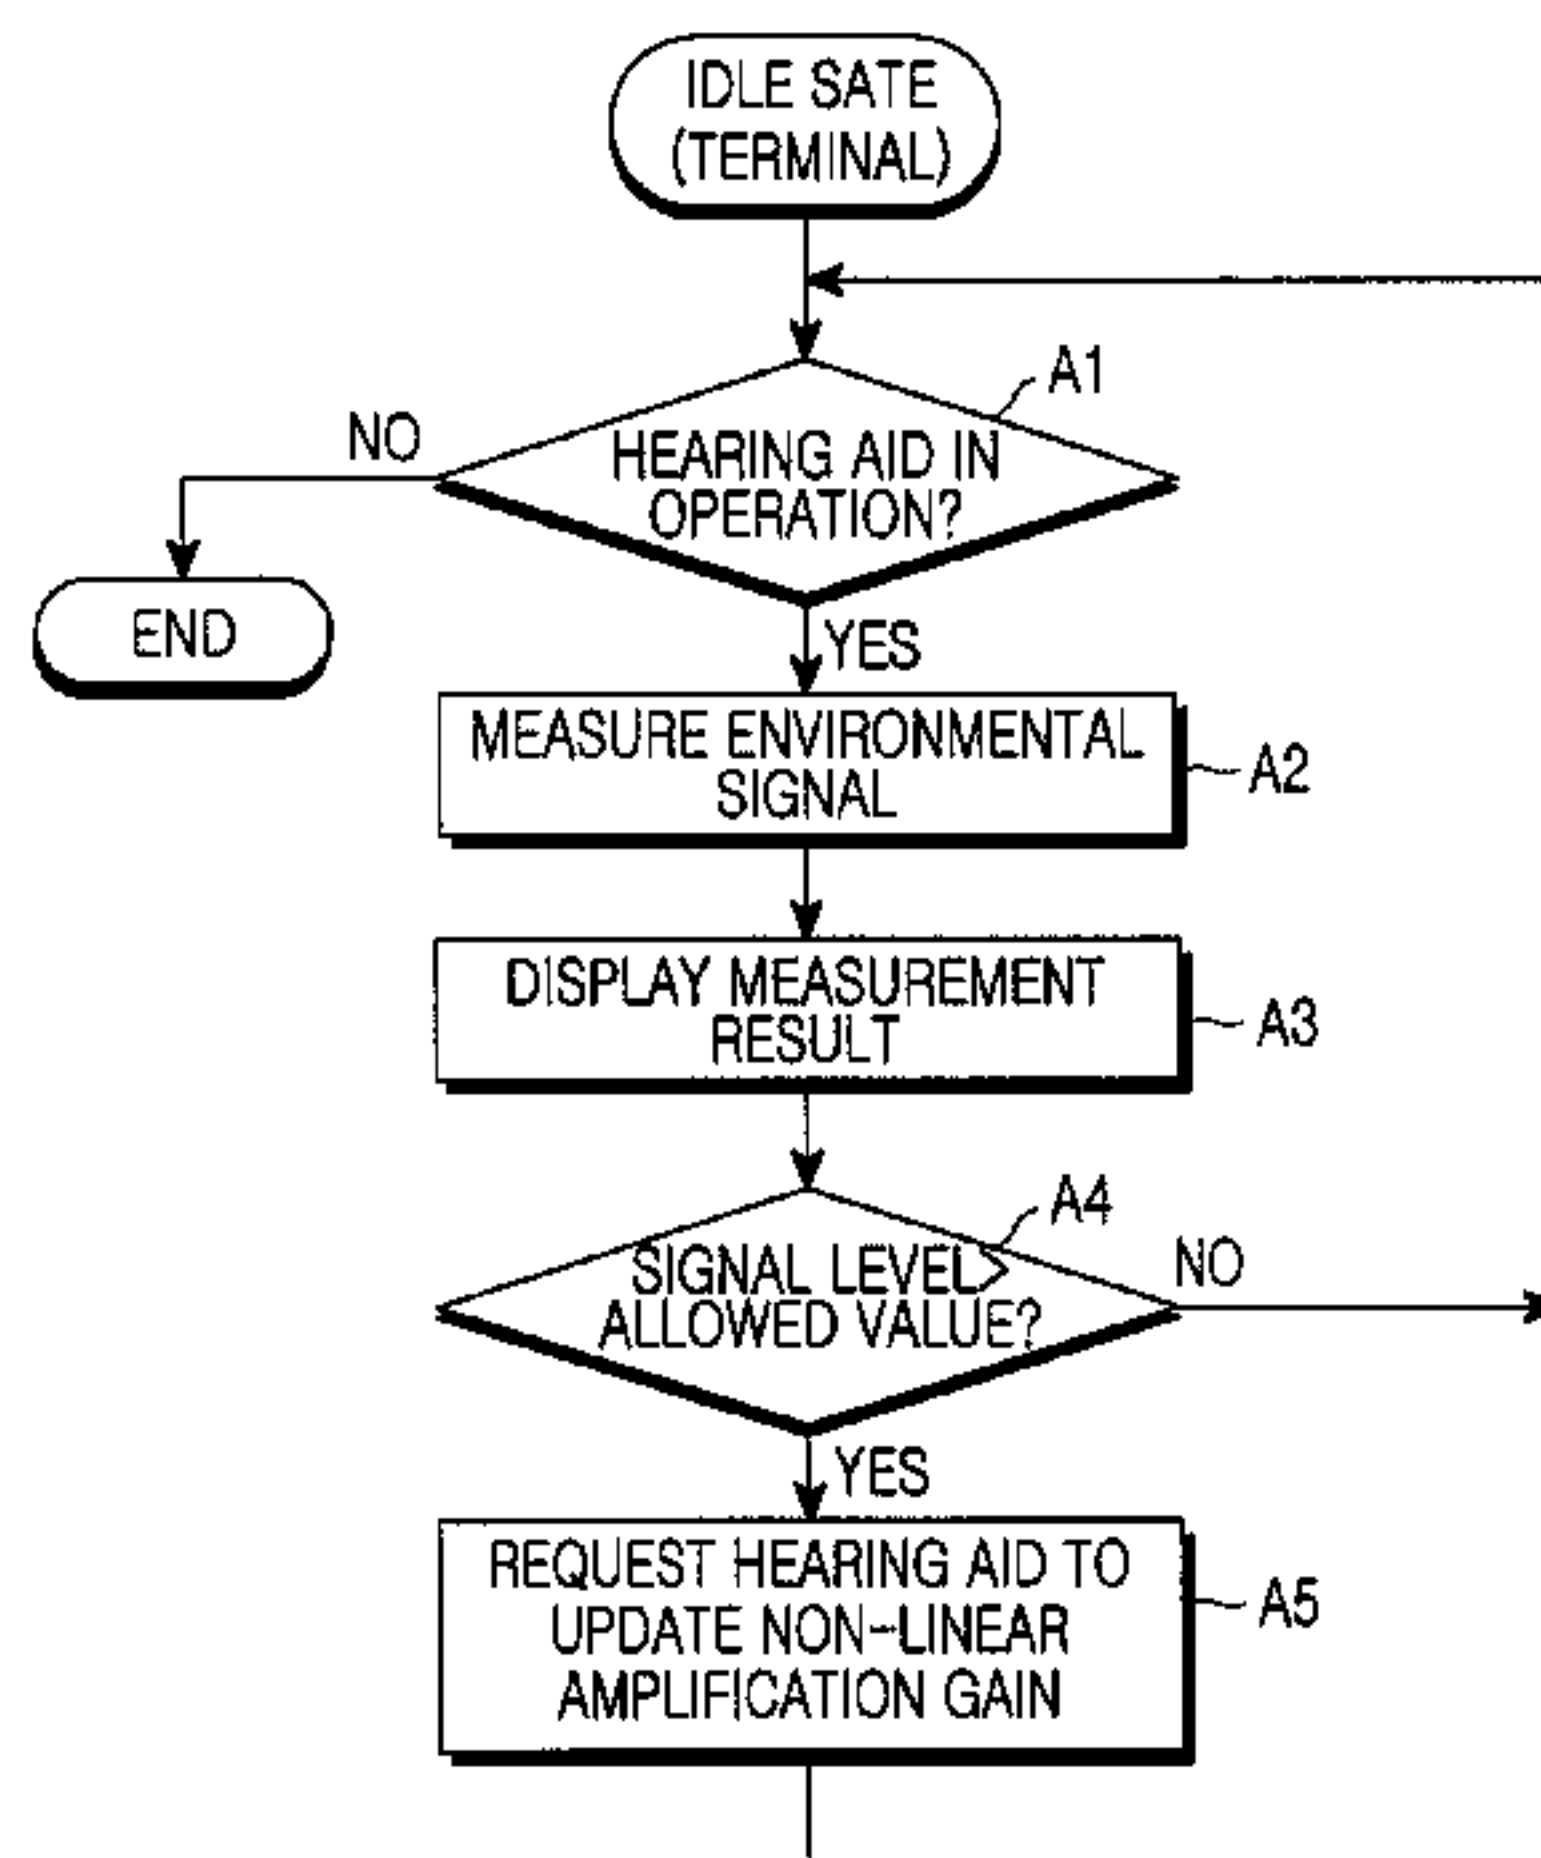 IDLE SATE
(TERMINAL)
A1
NO
HEARING AID IN
OPERATION?
END
YES
MEASURE ENVIRONMENTAL
SIGNAL
A2
DISPLAY MEASUREMENT
RESULT
A3
A4
SIGNAL LEVEL>
ALLOWED VALUE?
NO
YES
REQUEST HEARING AID TO
UPDATE NON-LINEAR
AMPLIFICATION GAIN
A5